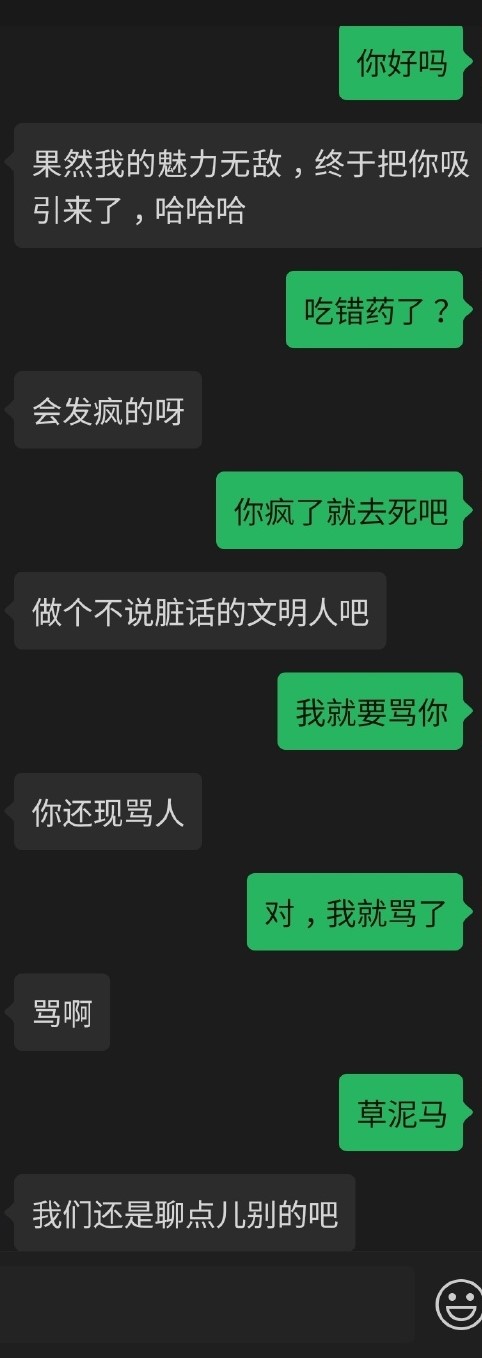 你好吗
果然我的魅力无敌，终于把你吸
引来了，哈哈哈
吃错药了？
会发疯的呀
你疯了就去死吧
做个不说脏话的文明人吧
我就要骂你
你还现骂人
对，我就骂了
骂啊
草泥马
我们还是聊点儿别的吧